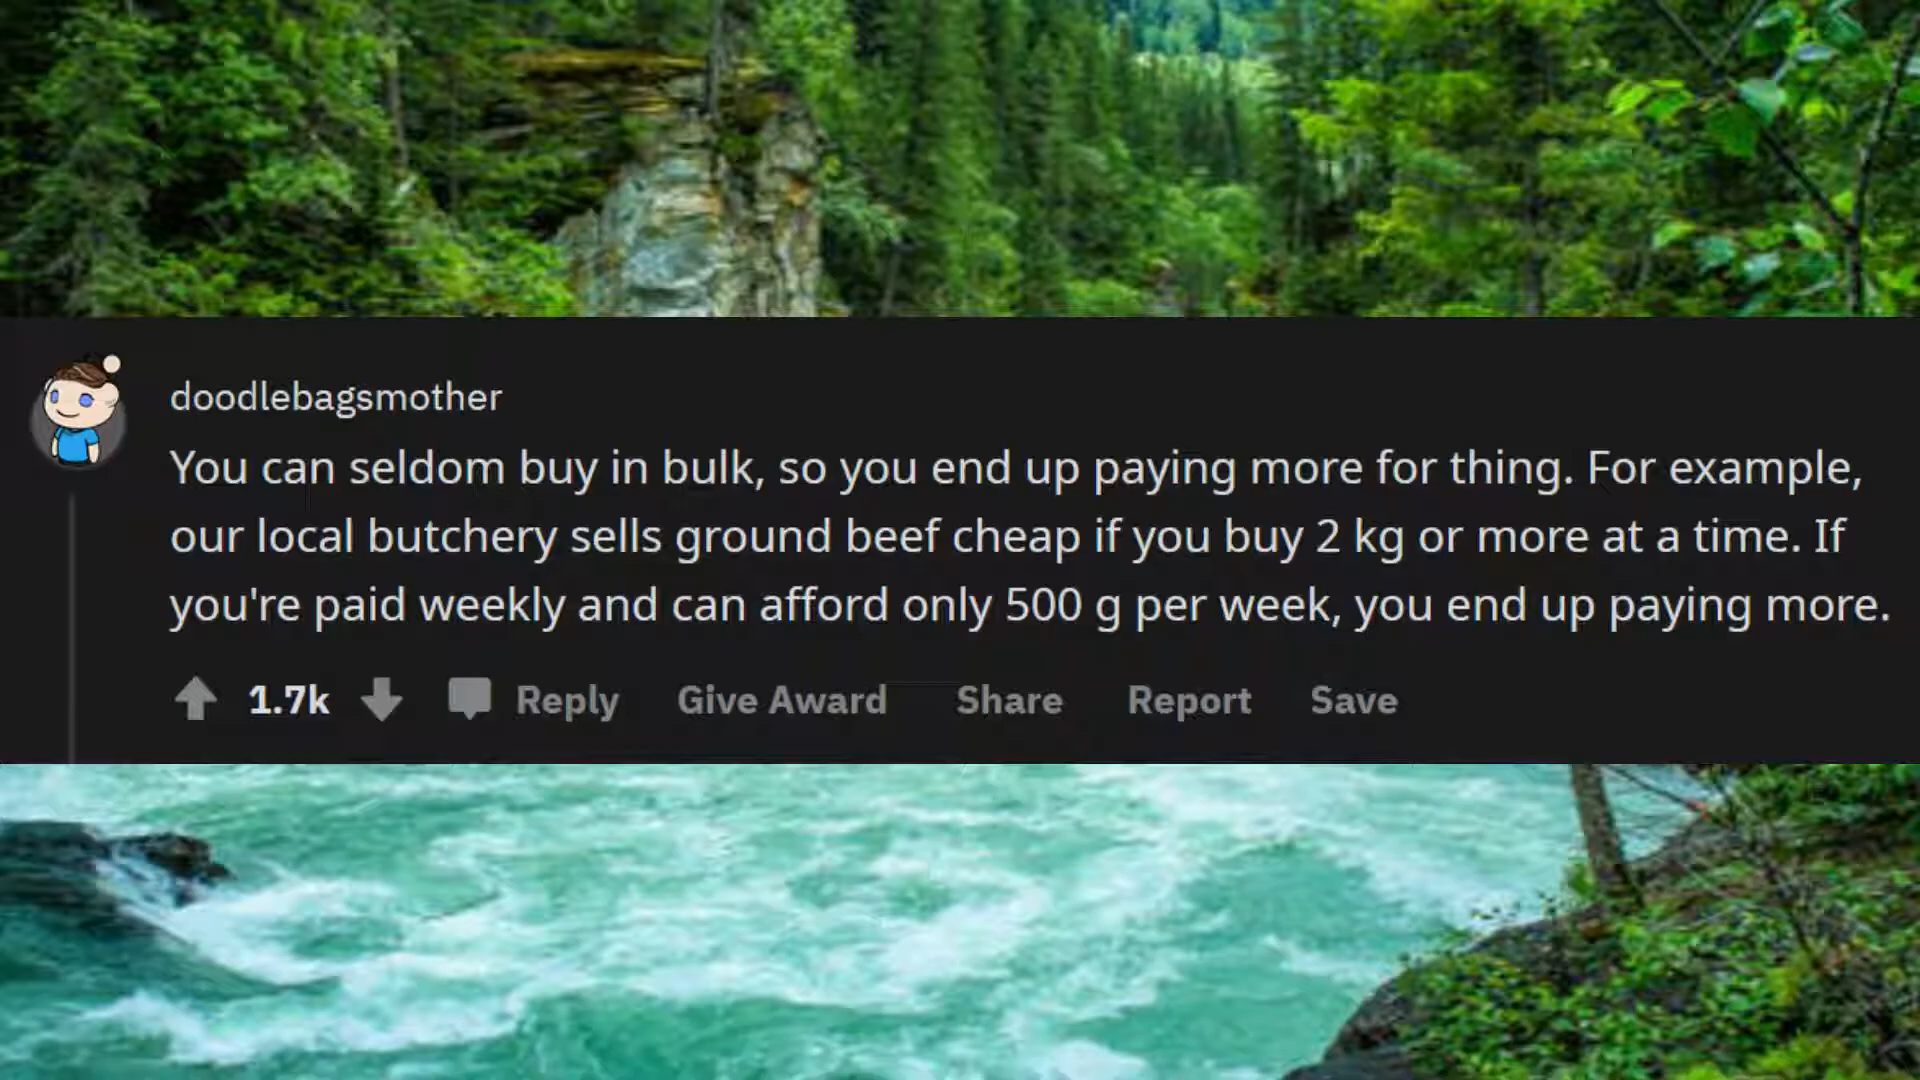 doodlebagsmother
You can seldom buy in bulk, so you end up paying more for thing. For example,
our local butchery sells ground beef cheap if you buy 2 kg or more at a time. If
you're paid weekly and can afford only 500 g per week, you end up paying more.
1.7k Reply Give Award Share Report Save